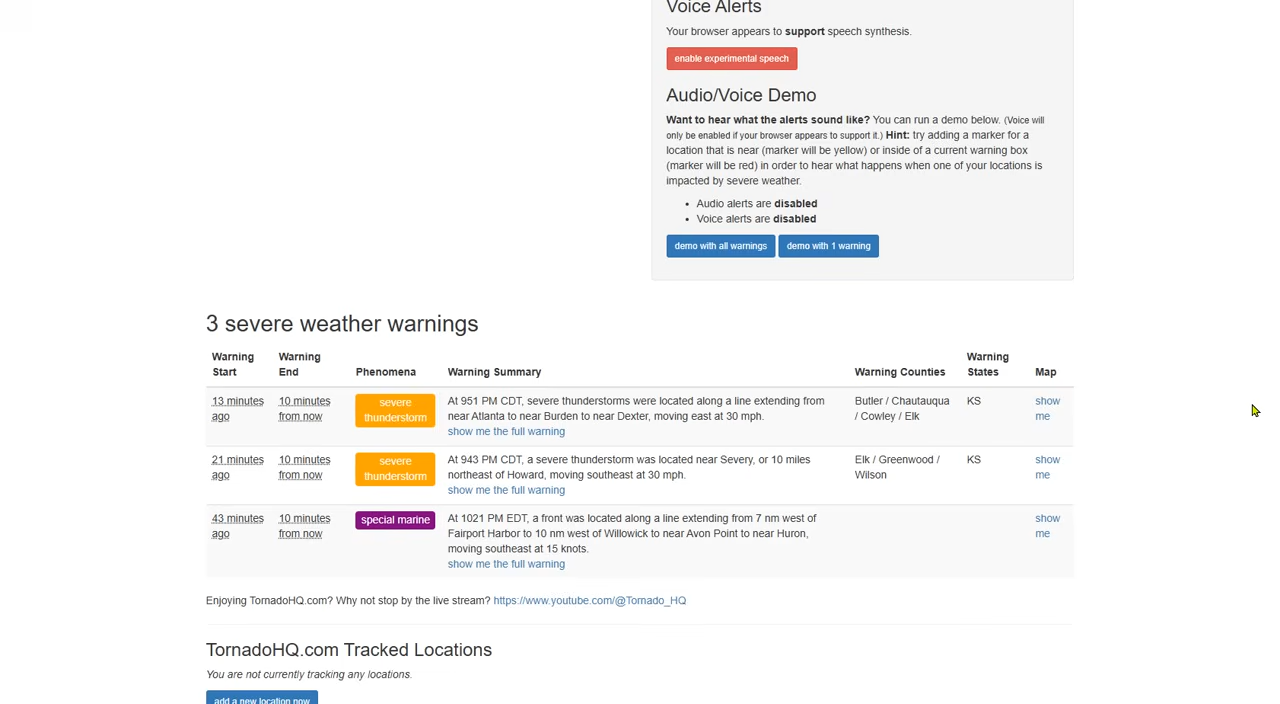 Voice Alerts
Your browser appears to support speech synthesis.
enable experimental speech
Audio/Voice Demo
Want to hear what the alerts sound like? You can run a demo below. (Voice will
only be enabled if your browser appears to support it.) Hint: try adding a marker for a
location that is near (marker will be yellow) or inside of a current warning box
(marker will be red) in order to hear what happens when one of your locations is
impacted by severe weather.
• Audio alerts are disabled
• Voice alerts are disabled
demo with all warnings demo with 1 warning
3 severe weather warnings
Warning Start Warning End Phenomena Warning Summary Warning Counties Warning States Map
13 minutes ago 10 minutes from now severe thunderstorm At 951 PM CDT, severe thunderstorms were located along a line extending from
near Atlanta to near Burden to near Dexter, moving east at 30 mph.
show me the full warning
Butler / Chautauqua / Cowley / Elk KS show me
21 minutes ago 10 minutes from now severe thunderstorm At 943 PM CDT, a severe thunderstorm was located near Severy, or 10 miles
northeast of Howard, moving southeast at 30 mph.
show me the full warning
Elk / Greenwood / Wilson KS show me
43 minutes ago 10 minutes from now special marine At 1021 PM EDT, a front was located along a line extending from 7 nm west of
Fairport Harbor to 10 nm west of Willowick to near Avon Point to near Huron,
moving southeast at 15 knots.
show me the full warning
show me
Enjoying TornadoHQ.com? Why not stop by the live stream? https://www.youtube.com/@Tornado_HQ
TornadoHQ.com Tracked Locations
You are not currently tracking any locations.
add a new location now